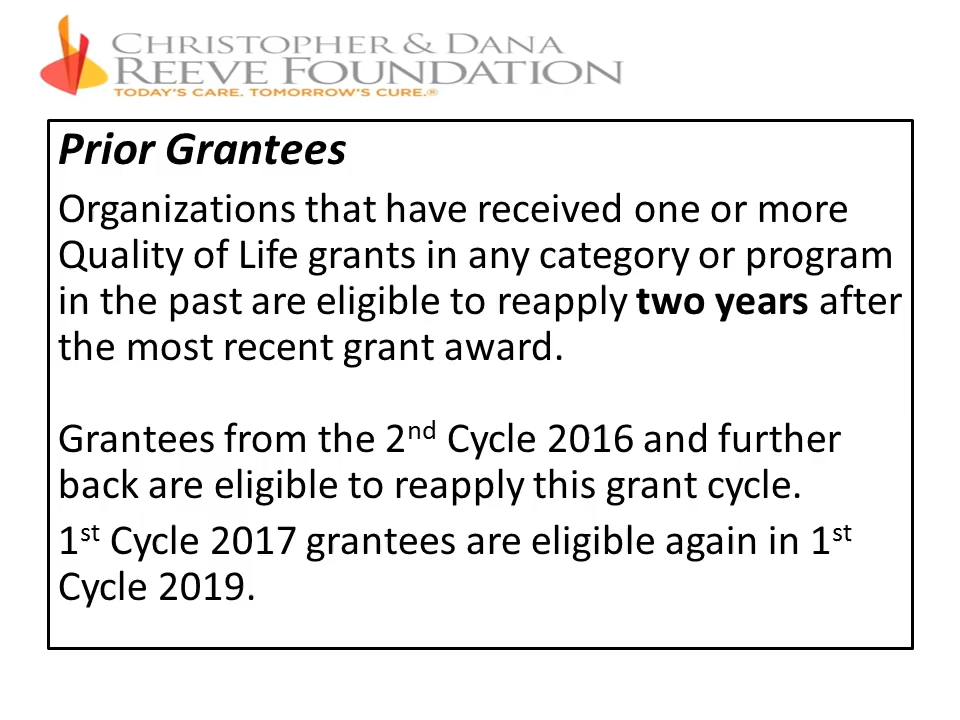 CHRISTOPHER & DANA
REEVE FOUNDATION
TODAY'S CARE. TOMORROW'S CURE.®
Prior Grantees
Organizations that have received one or more
Quality of Life grants in any category or program
in the past are eligible to reapply two years after
the most recent grant award.
Grantees from the 2nd Cycle 2016 and further
back are eligible to reapply this grant cycle.
1st Cycle 2017 grantees are eligible again in 1st
Cycle 2019.